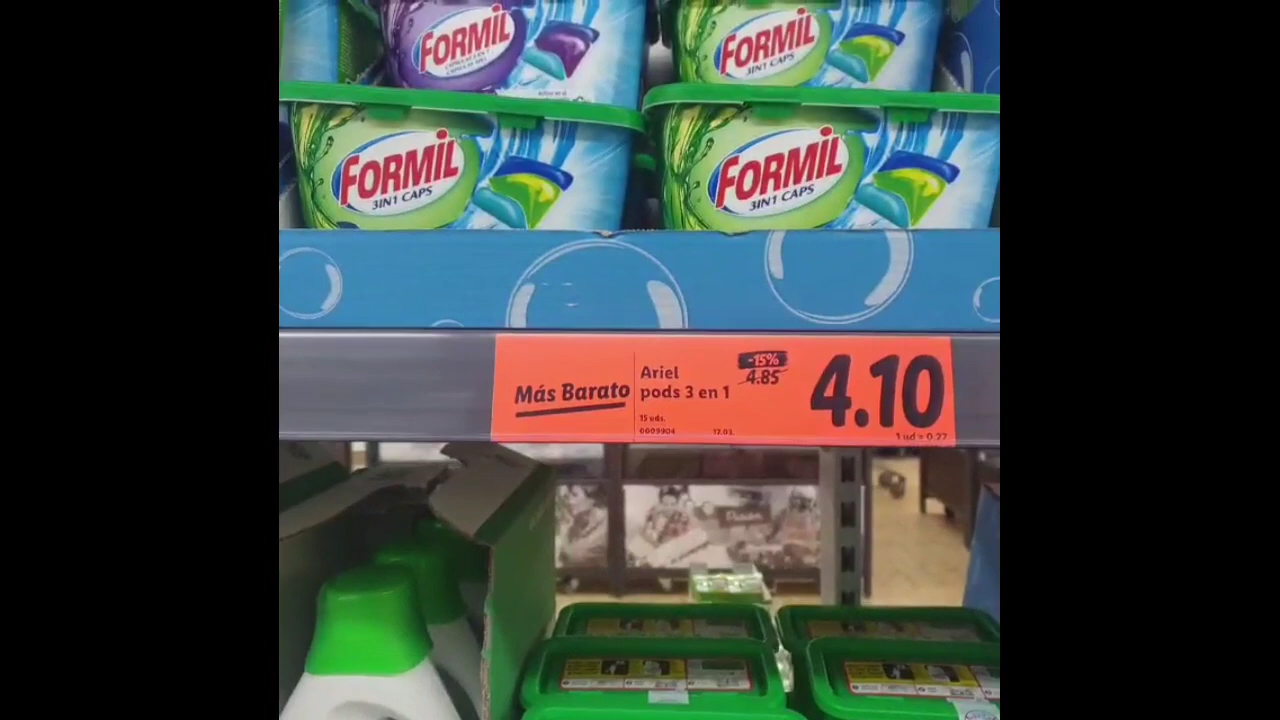 FORMIL
FORMIL
3IN1 CAPS
FORMIL
3IN1 CAPS
FORMIL
3IN1 CAPS
Más Barato
Ariel
pods 3 en 1
15 uds.
0009904 12.03.
-15%
4.85
4.10
1 ud = 0.27